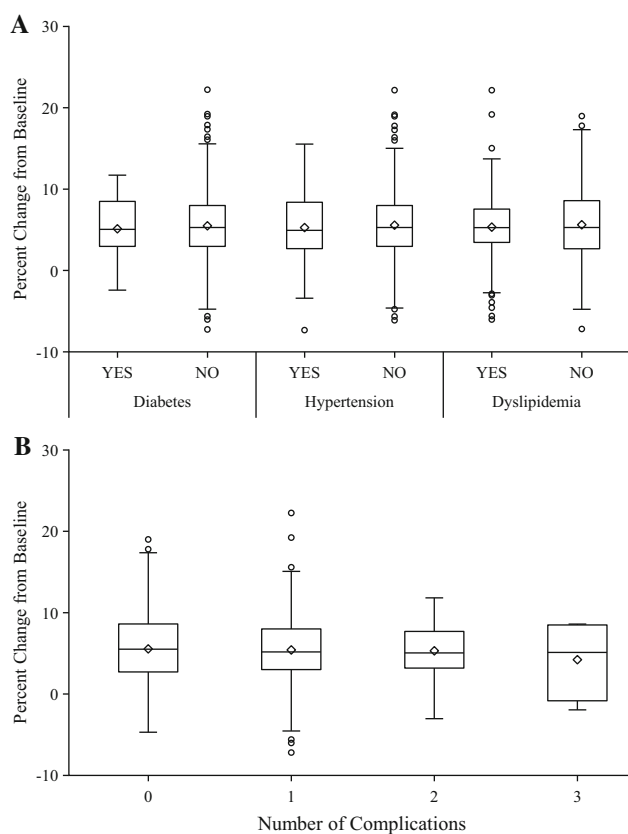 A
Percent Change from Baseline
30
20
10
0
-10
YES NO YES NO YES NO
Diabetes Hypertension Dyslipidemia
B
Percent Change from Baseline
30
20
10
0
-10
0 1 2 3
Number of Complications